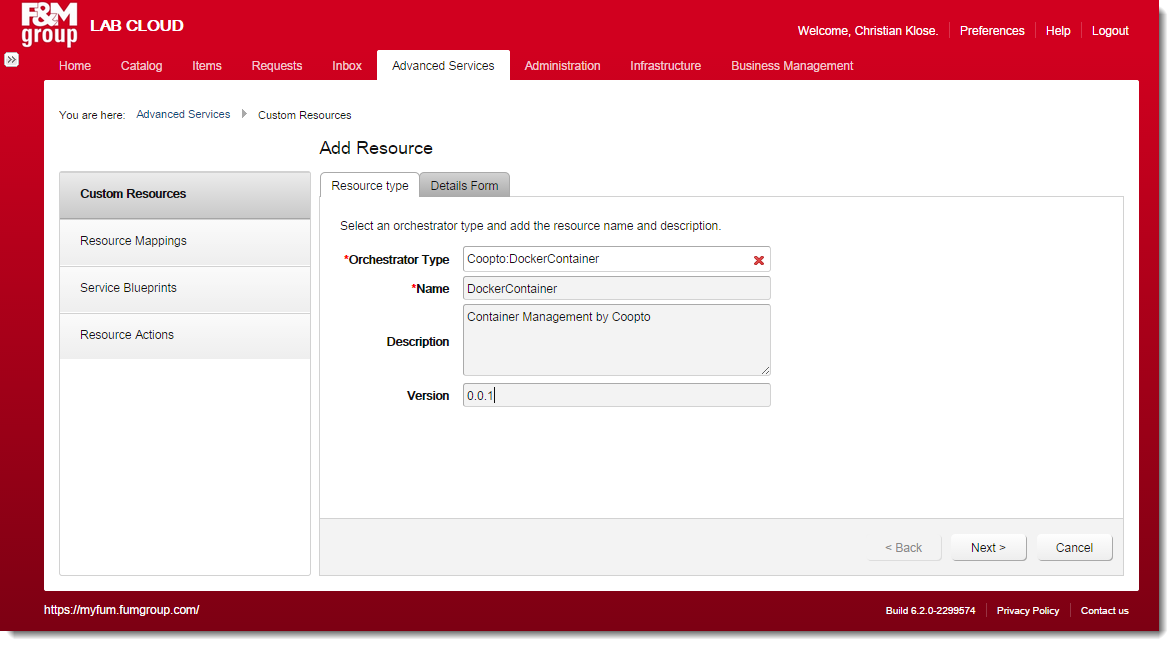 F&M
group
LAB CLOUD
Welcome, Christian Klose. Preferences Help Logout
Home Catalog Items Requests Inbox Advanced Services Administration Infrastructure Business Management
You are here: Advanced Services Custom Resources
Add Resource
Custom Resources
Resource Mappings
Service Blueprints
Resource Actions
Resource type Details Form
Select an orchestrator type and add the resource name and description.
*Orchestrator Type Coopto:DockerContainer
*Name DockerContainer
Description Container Management by Coopto
Version 0.0.1
< Back Next > Cancel
https://myfum.fumgroup.com/ Build 6.2.0-2299574 Privacy Policy Contact us